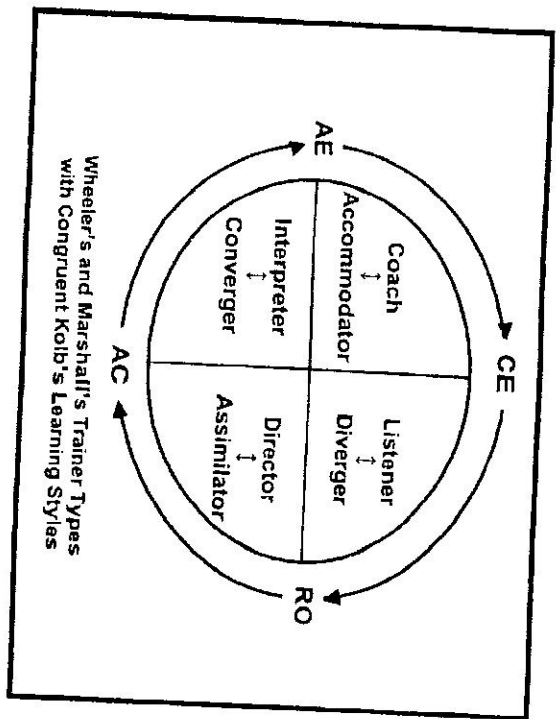 CE
Coach
↕
Accommodator
Listener
↕
Diverger
AE
RO
Interpreter
↕
Converger
Director
↕
Assimilator
AC
Wheeler's and Marshall's Trainer Types
with Congruent Kolb's Learning Styles